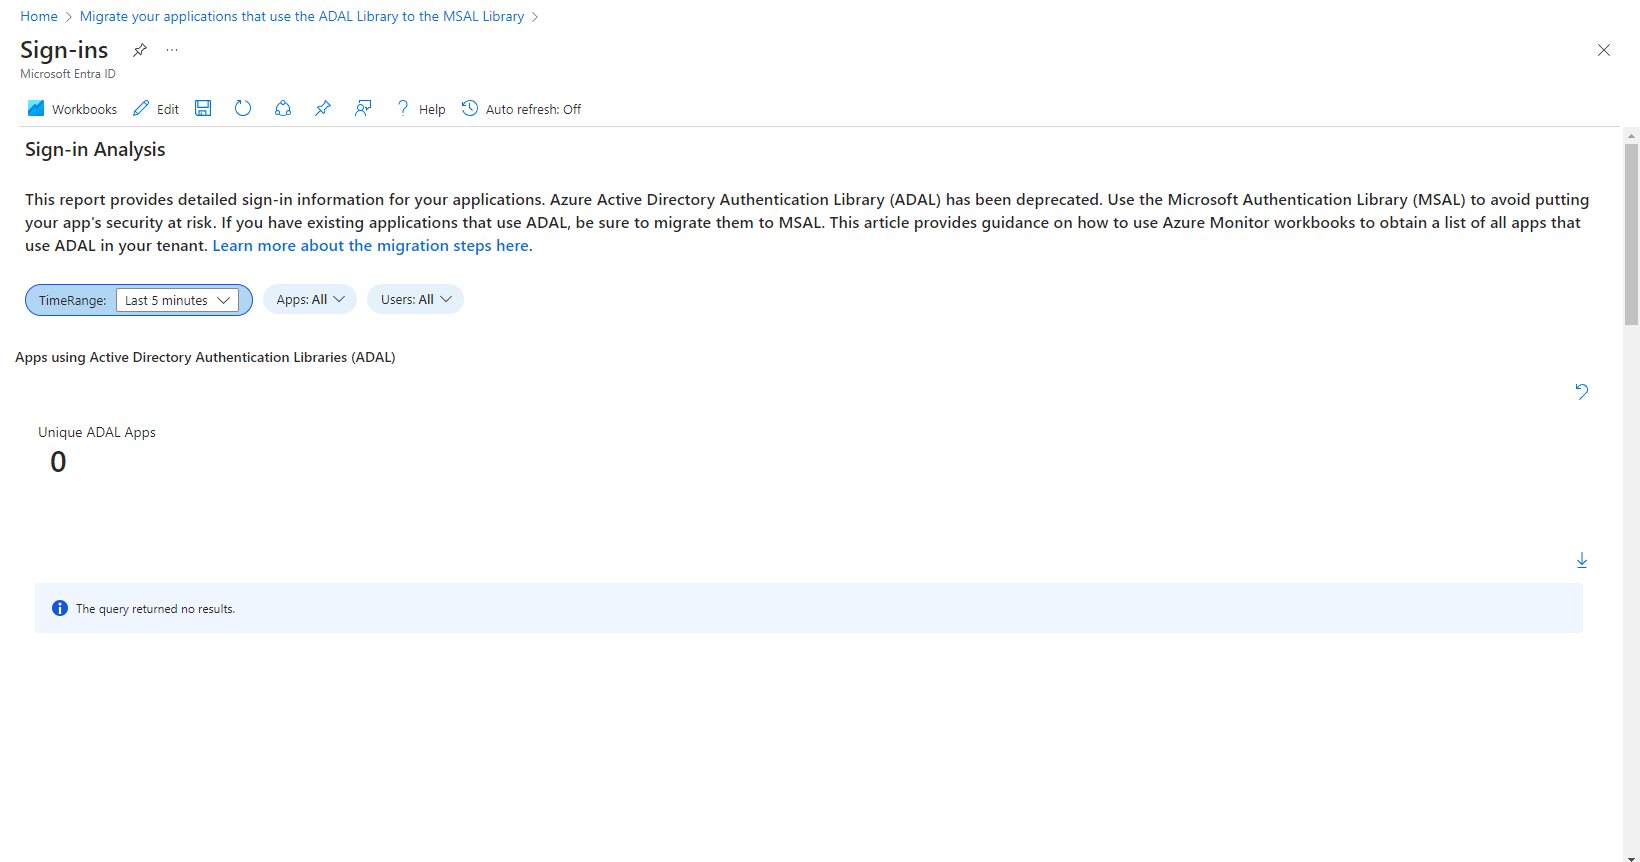 Home > Migrate your applications that use the ADAL Library to the MSAL Library >
Sign-ins ...
Microsoft Entra ID
Workbooks Edit ? Help Auto refresh: Off
Sign-in Analysis
This report provides detailed sign-in information for your applications. Azure Active Directory Authentication Library (ADAL) has been deprecated. Use the Microsoft Authentication Library (MSAL) to avoid putting
your app's security at risk. If you have existing applications that use ADAL, be sure to migrate them to MSAL. This article provides guidance on how to use Azure Monitor workbooks to obtain a list of all apps that
use ADAL in your tenant. Learn more about the migration steps here.
TimeRange: Last 5 minutes Apps: All Users: All
Apps using Active Directory Authentication Libraries (ADAL)
Unique ADAL Apps
0
The query returned no results.